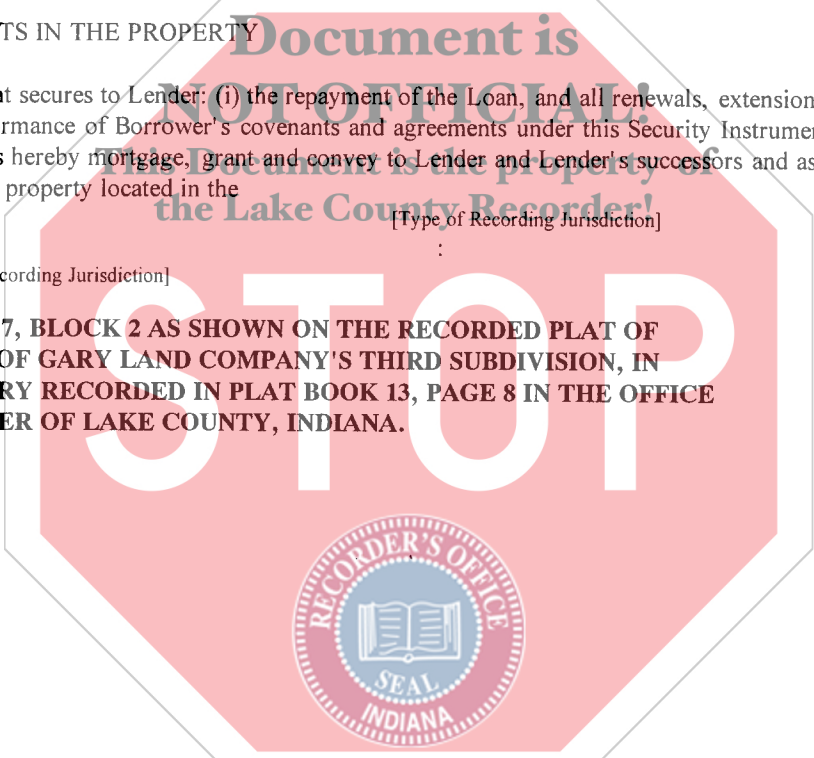 TS IN THE PROPERTY
Document is
NOT OFFICIAL!
t secures to Lender: (i) the repayment of the Loan, and all renewals, extension
rmance of Borrower's covenants and agreements under this Security Instrumen
s hereby mortgage, grant and convey to Lender and Lender's successors and as
This Document is the property of
property located in the
the Lake County Recorder!
[Type of Recording Jurisdiction]
:
cording Jurisdiction]
7, BLOCK 2 AS SHOWN ON THE RECORDED PLAT OF
OF GARY LAND COMPANY'S THIRD SUBDIVISION, IN
RY RECORDED IN PLAT BOOK 13, PAGE 8 IN THE OFFICE
ER OF LAKE COUNTY, INDIANA.
STOP
RECORDER'S OFFICE
SEAL
INDIANA